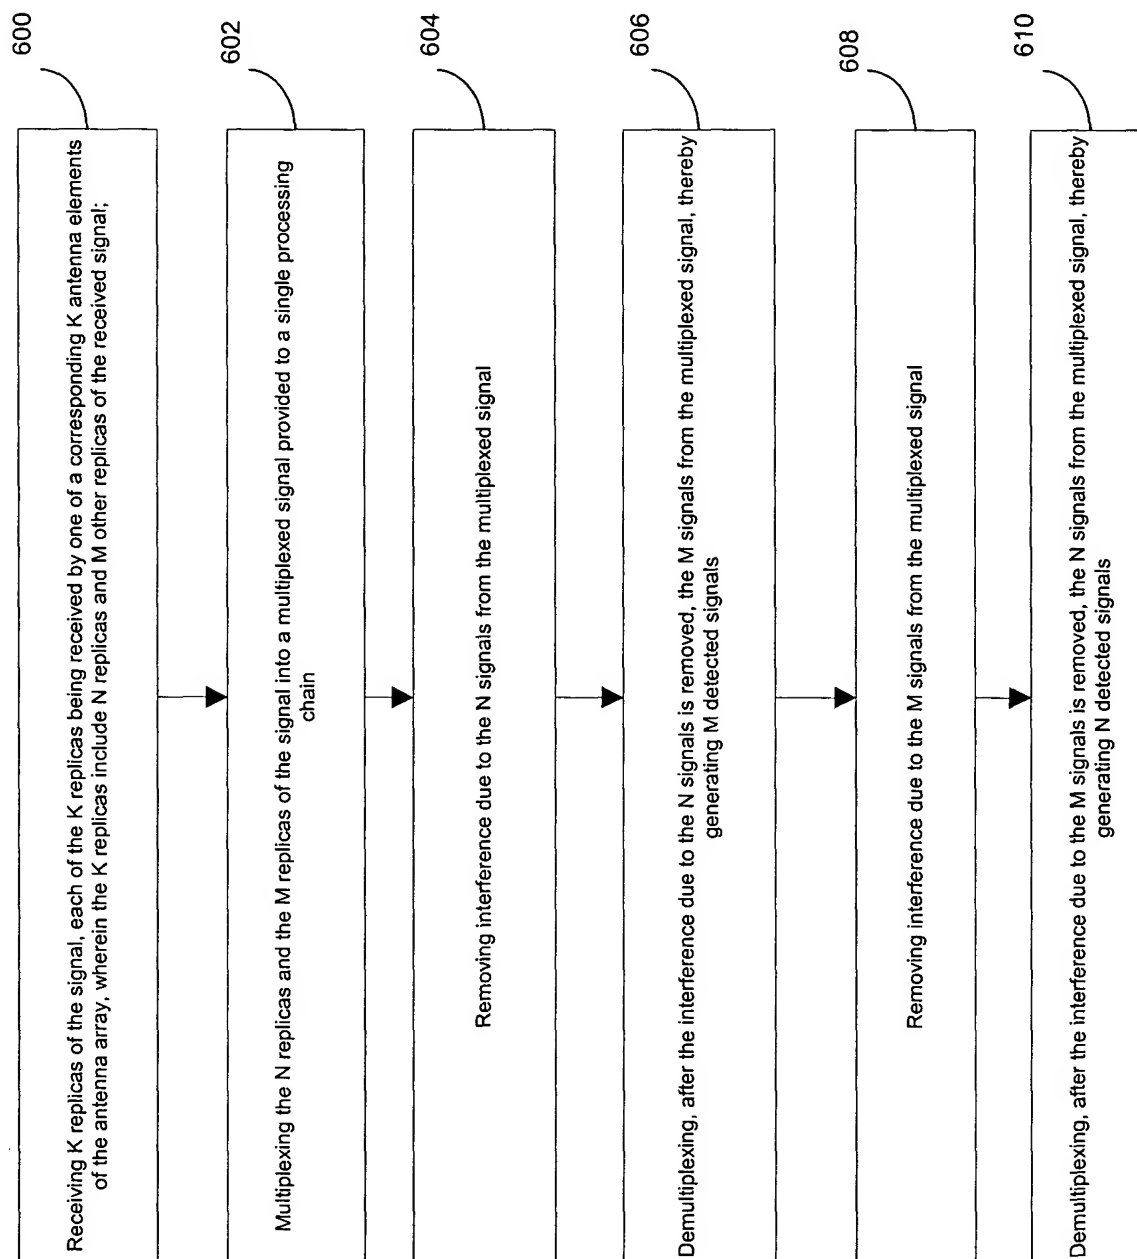 600
Receiving K replicas of the signal, each of the K replicas being received by one of a corresponding K antenna elements
of the antenna array, wherein the K replicas include N replicas and M other replicas of the received signal;
602
Multiplexing the N replicas and the M replicas of the signal into a multiplexed signal provided to a single processing
chain
604
Removing interference due to the N signals from the multiplexed signal
606
Demultiplexing, after the interference due to the N signals is removed, the M signals from the multiplexed signal, thereby
generating M detected signals
608
Removing interference due to the M signals from the multiplexed signal
610
Demultiplexing, after the interference due to the M signals is removed, the N signals from the multiplexed signal, thereby
generating N detected signals